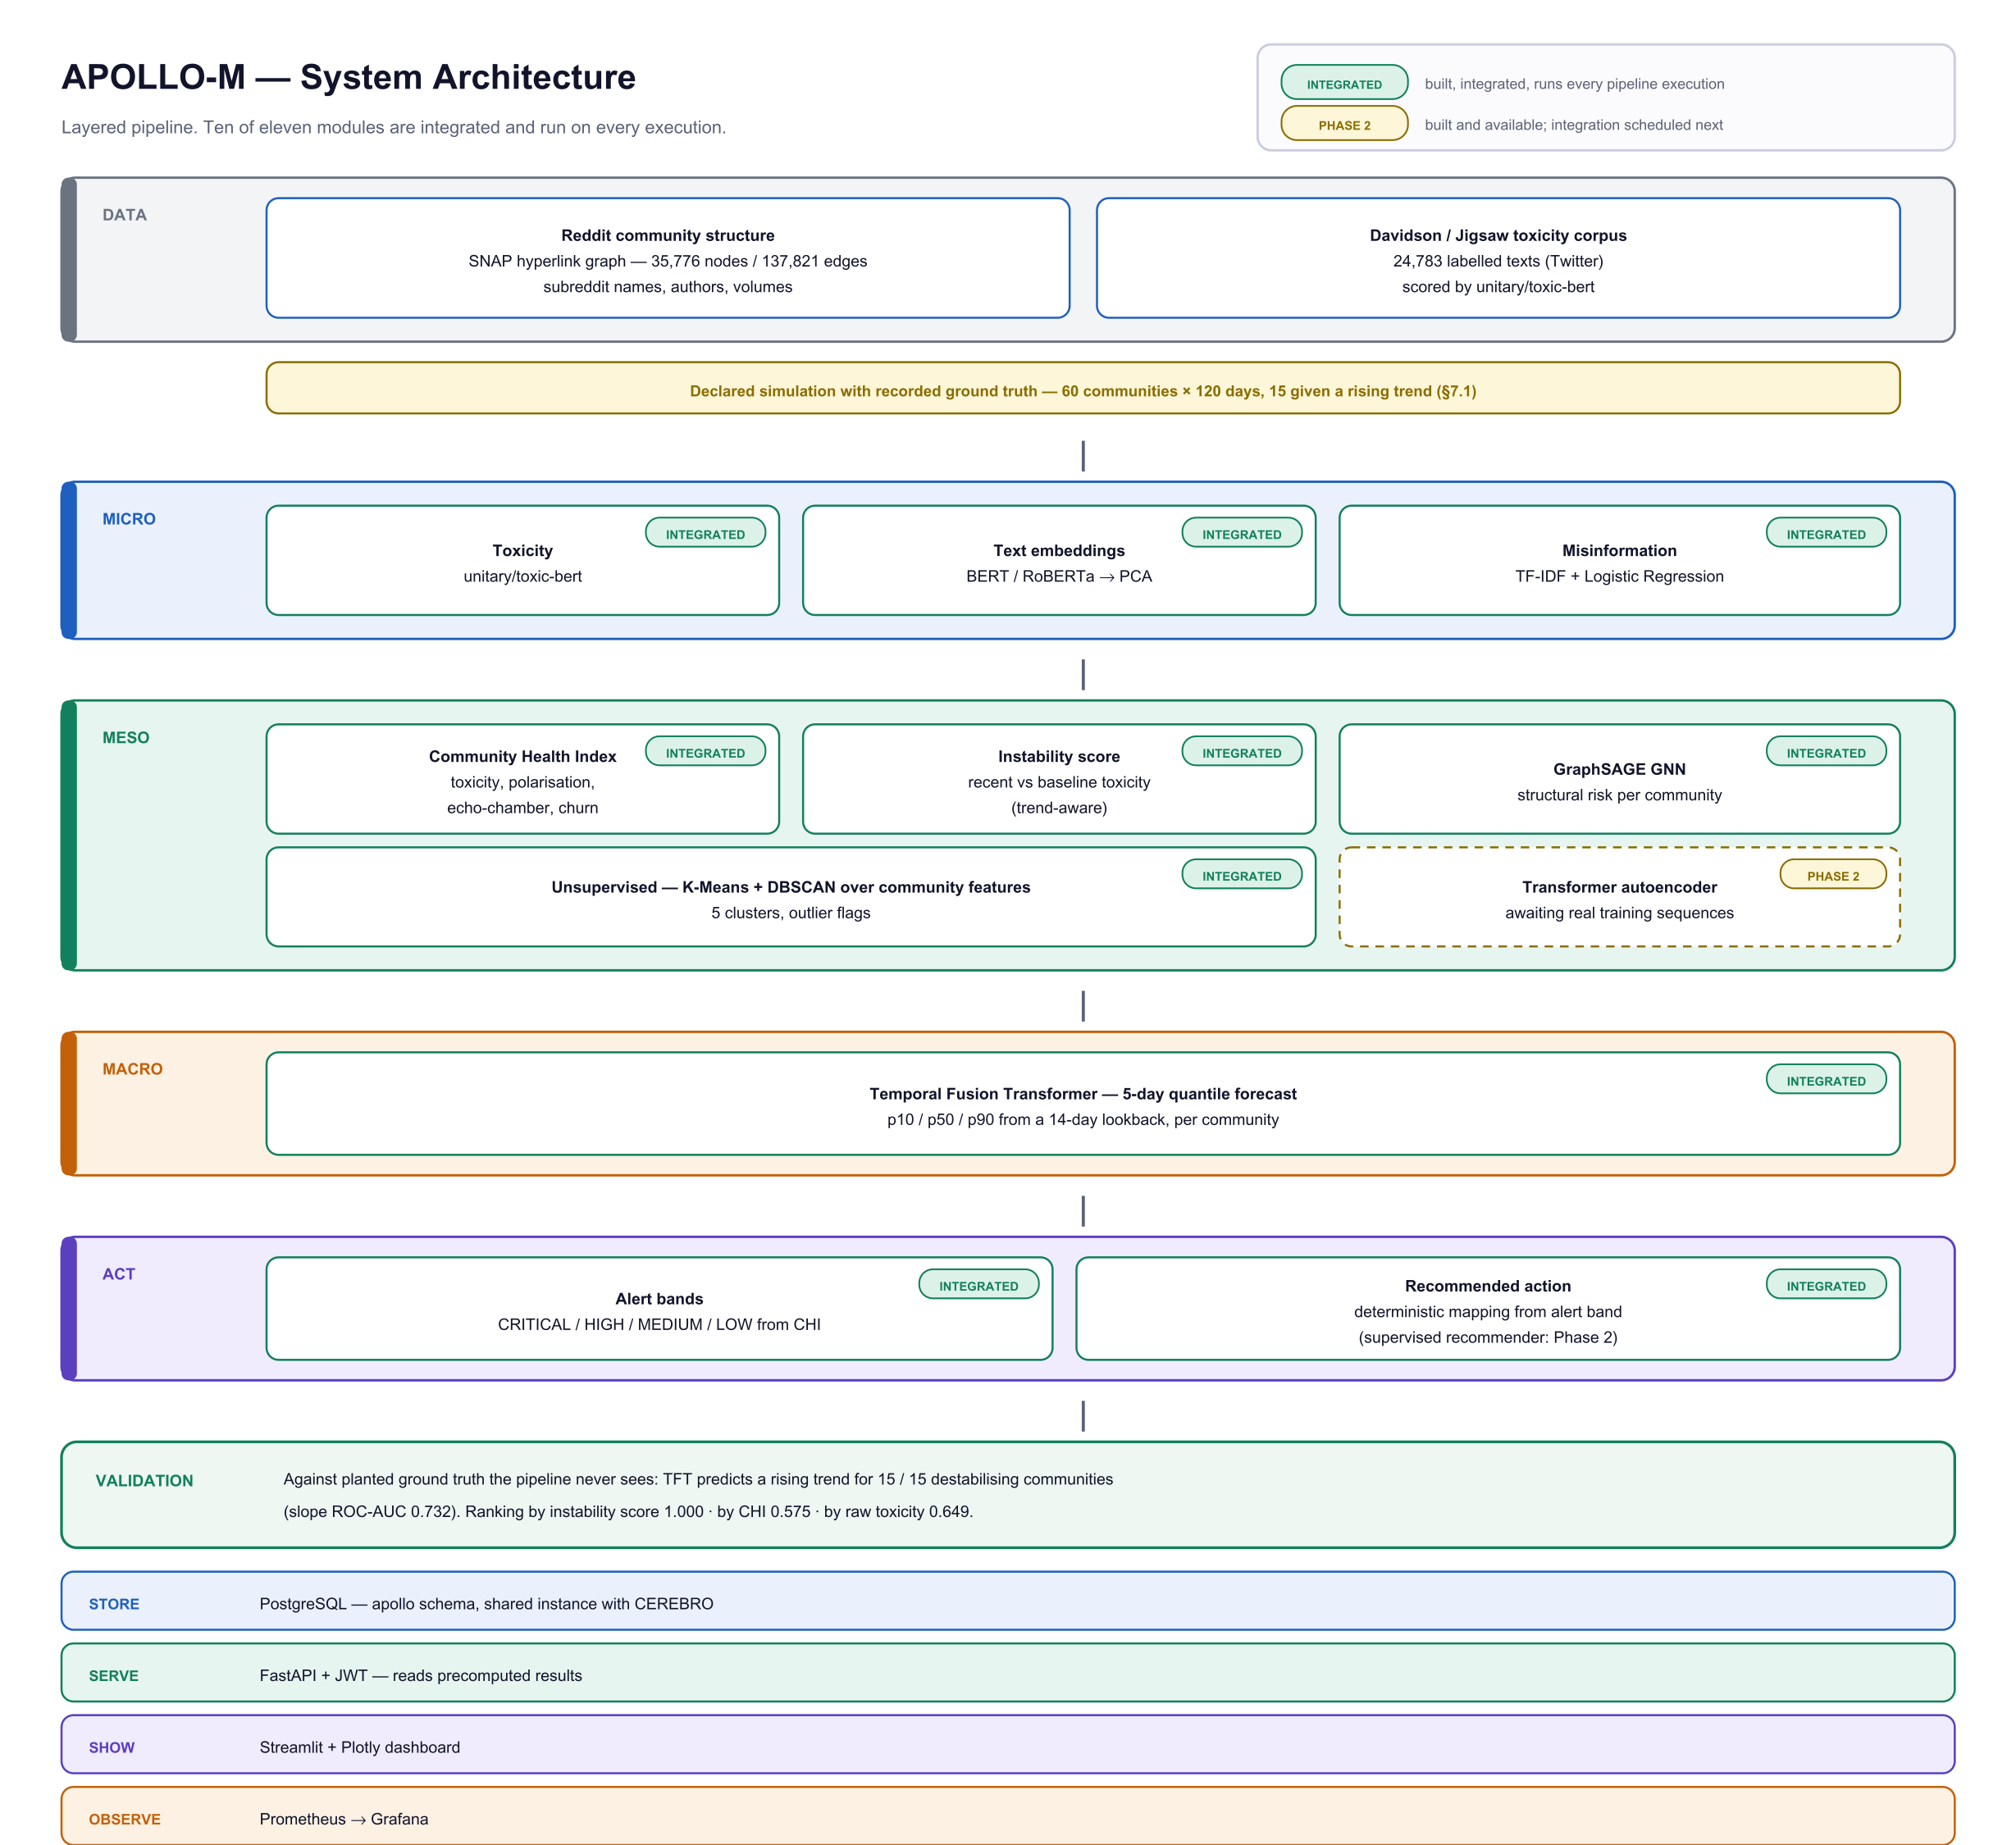 APOLLO-M — System Architecture
Layered pipeline. Ten of eleven modules are integrated and run on every execution.
INTEGRATED built, integrated, runs every pipeline execution
PHASE 2 built and available; integration scheduled next
DATA
Reddit community structure
SNAP hyperlink graph — 35,776 nodes / 137,821 edges
subreddit names, authors, volumes
Davidson / Jigsaw toxicity corpus
24,783 labelled texts (Twitter)
scored by unitary/toxic-bert
Declared simulation with recorded ground truth — 60 communities × 120 days, 15 given a rising trend (§7.1)
MICRO
INTEGRATED
Toxicity
unitary/toxic-bert
INTEGRATED
Text embeddings
BERT / RoBERTa → PCA
INTEGRATED
Misinformation
TF-IDF + Logistic Regression
MESO
INTEGRATED
Community Health Index
toxicity, polarisation,
echo-chamber, churn
INTEGRATED
Instability score
recent vs baseline toxicity
(trend-aware)
INTEGRATED
GraphSAGE GNN
structural risk per community
INTEGRATED
Unsupervised — K-Means + DBSCAN over community features
5 clusters, outlier flags
PHASE 2
Transformer autoencoder
awaiting real training sequences
MACRO
INTEGRATED
Temporal Fusion Transformer — 5-day quantile forecast
p10 / p50 / p90 from a 14-day lookback, per community
ACT
INTEGRATED
Alert bands
CRITICAL / HIGH / MEDIUM / LOW from CHI
INTEGRATED
Recommended action
deterministic mapping from alert band
(supervised recommender: Phase 2)
VALIDATION
Against planted ground truth the pipeline never sees: TFT predicts a rising trend for 15 / 15 destabilising communities
(slope ROC-AUC 0.732). Ranking by instability score 1.000 · by CHI 0.575 · by raw toxicity 0.649.
STORE PostgreSQL — apollo schema, shared instance with CEREBRO
SERVE FastAPI + JWT — reads precomputed results
SHOW Streamlit + Plotly dashboard
OBSERVE Prometheus → Grafana